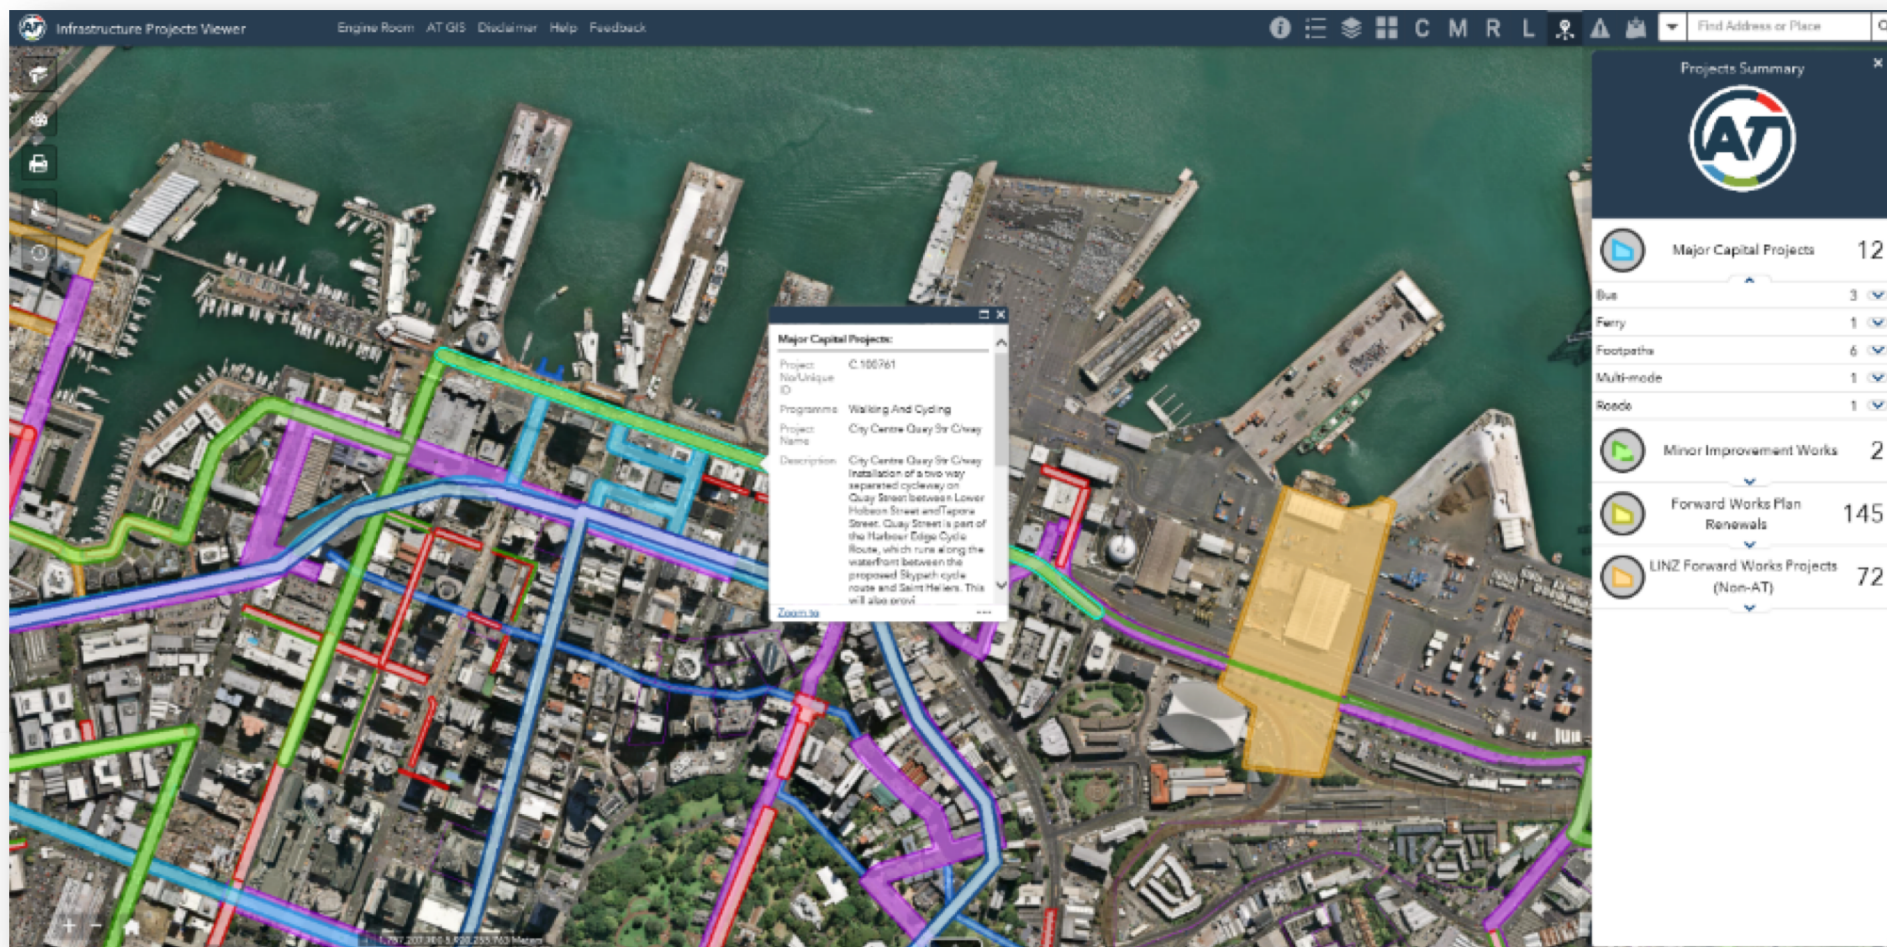 AT Infrastructure Projects Viewer Engine Room AT GIS Disclaimer Help Feedback C M R L Find Address or Place
Major Capital Projects:
Project No/Unique ID C.100761
Programme Walking And Cycling
Project Name City Centre Quay Str C/way
Description City Centre Quay Str C/way
Installation of a two way
separated cycleway on
Quay Street between Lower
Hobson Street and Tapora
Street. Quay Street is part of
the Harbour Edge Cycle
Route, which runs along the
waterfront between the
proposed Skypath cycle
route and Saint Heliers. This
will also provi
Zoom to
Projects Summary
AT
Major Capital Projects 12
Bus 3
Ferry 1
Footpaths 6
Multi-mode 1
Roads 1
Minor Improvement Works 2
Forward Works Plan
Renewals 145
LINZ Forward Works Projects
(Non-AT) 72
Meters